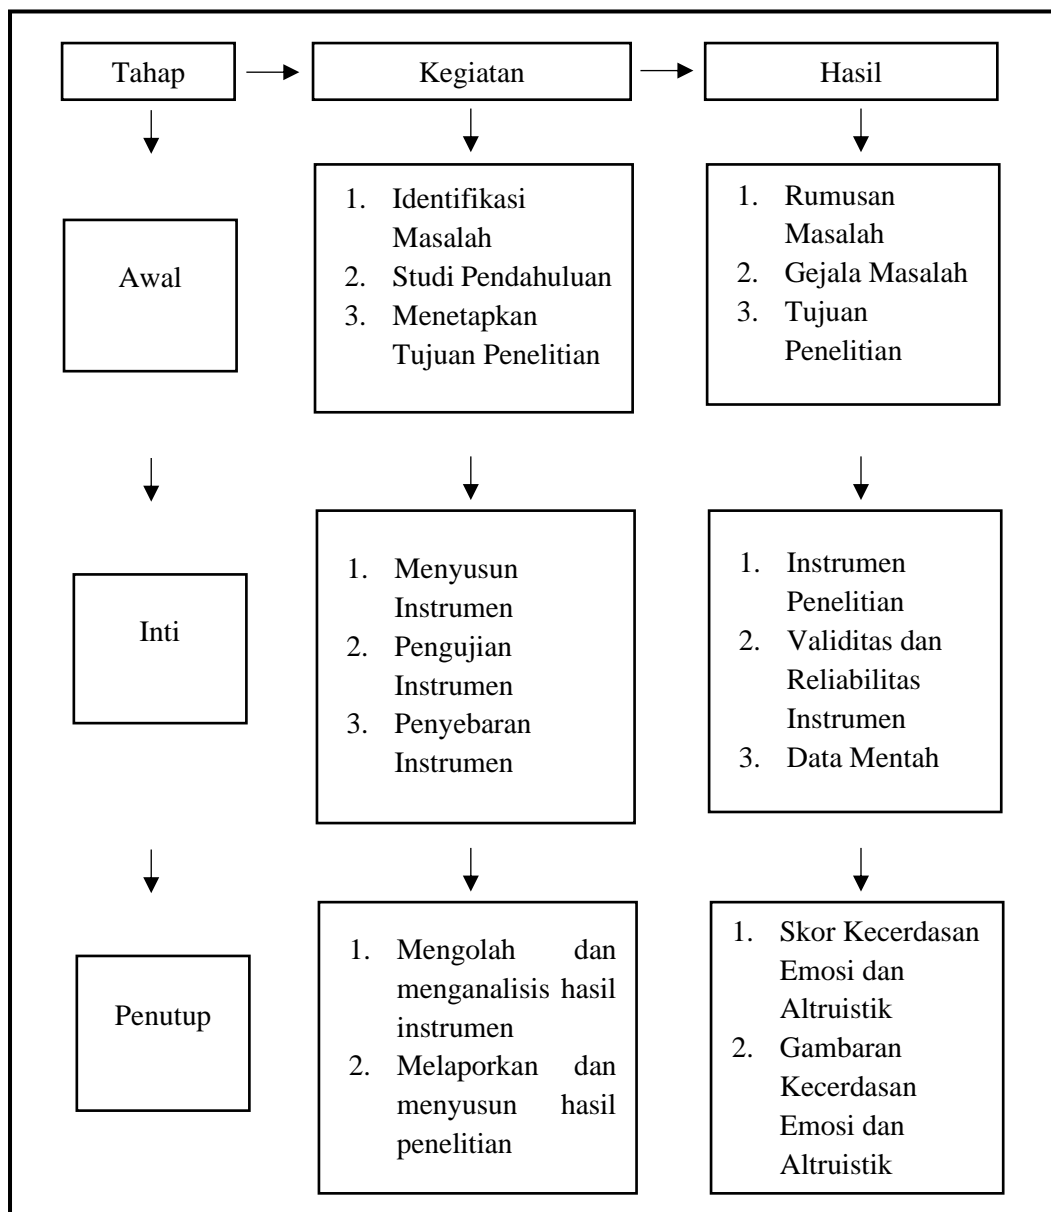 Tahap
Kegiatan
Hasil
Awal
1. Identifikasi
Masalah
2. Studi Pendahuluan
3. Menetapkan
Tujuan Penelitian
1. Rumusan
Masalah
2. Gejala Masalah
3. Tujuan
Penelitian
Inti
1. Menyusun
Instrumen
2. Pengujian
Instrumen
3. Penyebaran
Instrumen
1. Instrumen
Penelitian
2. Validitas dan
Reliabilitas
Instrumen
3. Data Mentah
Penutup
1. Mengolah dan
menganalisis hasil
instrumen
2. Melaporkan dan
menyusun hasil
penelitian
1. Skor Kecerdasan
Emosi dan
Altruistik
2. Gambaran
Kecerdasan
Emosi dan
Altruistik